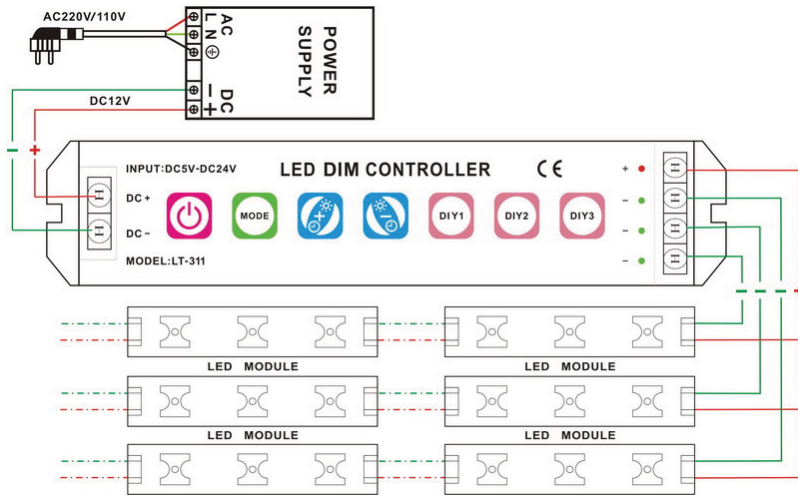 AC220V/110V
AC
L N
POWER
SUPPLY
DC
- +
DC12V
- +
INPUT:DC5V-DC24V
LED DIM CONTROLLER
CE
DC +
DC -
MODE
+
-
DIY1
DIY2
DIY3
MODEL:LT-311
+
-
-
-
- - - +
LED MODULE
LED MODULE
LED MODULE
LED MODULE